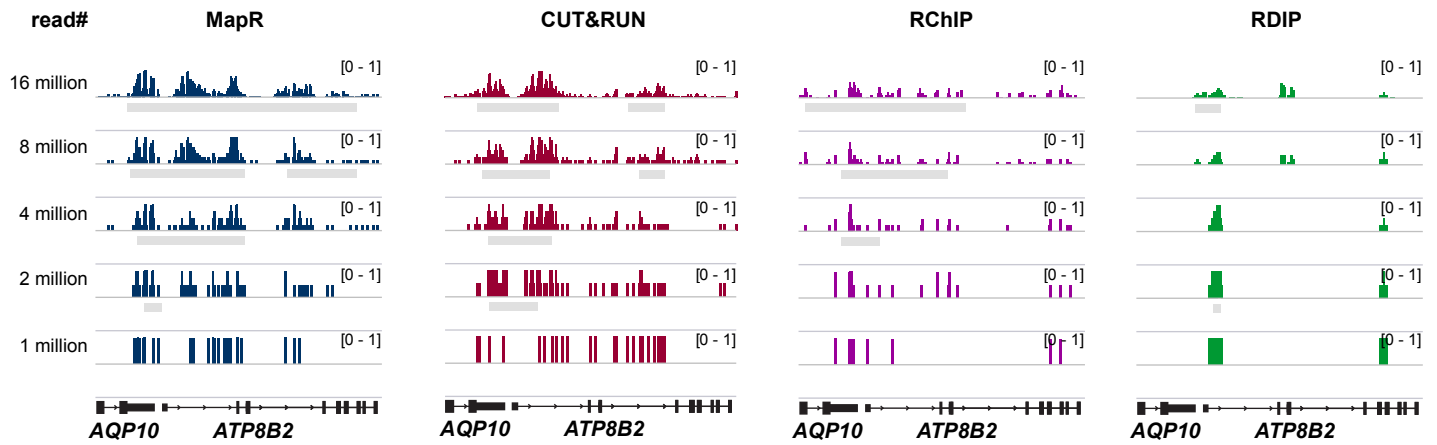 read# MapR CUT&RUN RChIP RDIP
16 million [0 - 1] [0 - 1] [0 - 1] [0 - 1]
8 million [0 - 1] [0 - 1] [0 - 1] [0 - 1]
4 million [0 - 1] [0 - 1] [0 - 1] [0 - 1]
2 million [0 - 1] [0 - 1] [0 - 1] [0 - 1]
1 million [0 - 1] [0 - 1] [0 - 1] [0 - 1]
AQP10 ATP8B2 AQP10 ATP8B2 AQP10 ATP8B2 AQP10 ATP8B2